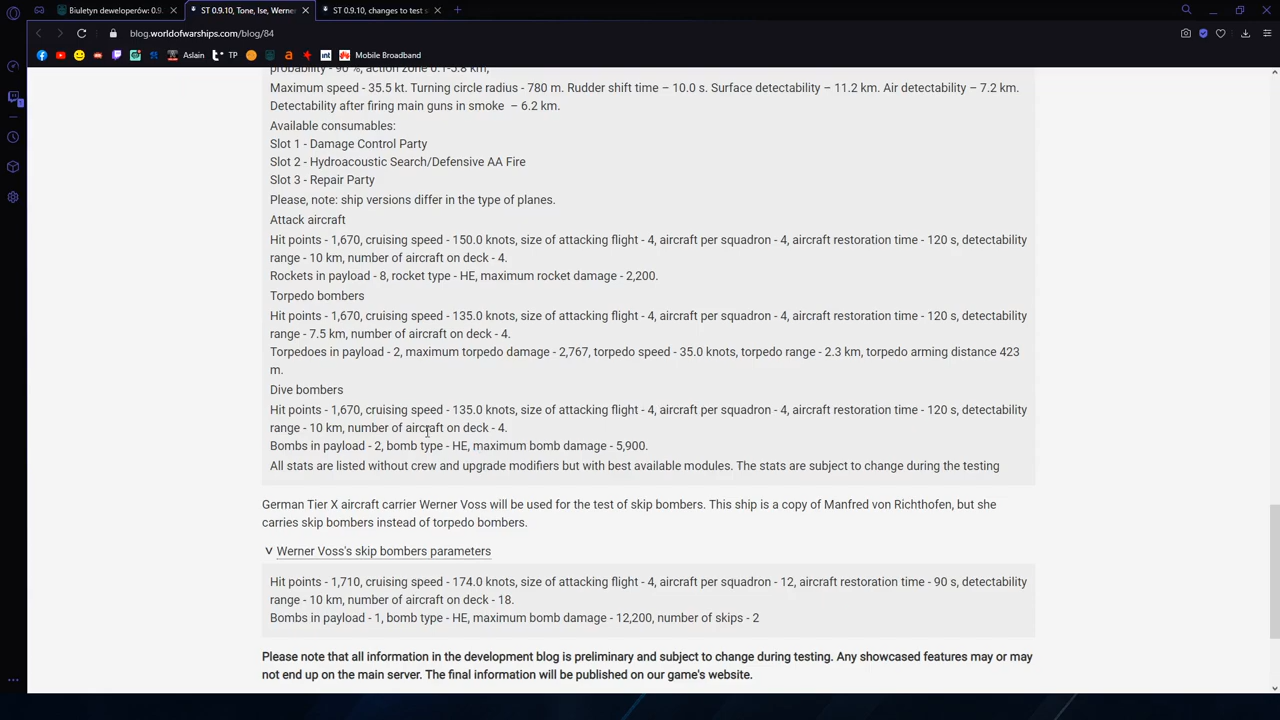 Biuletyn deweloperów: 0.9.
ST 0.9.10, Tone, Ise, Werner
ST 0.9.10, changes to test s
blog.worldofwarships.com/blog/84
Aslain
TP
Mobile Broadband
probability - 90 %, action zone 0.1-5.8 km;
Maximum speed - 35.5 kt. Turning circle radius - 780 m. Rudder shift time – 10.0 s. Surface detectability – 11.2 km. Air detectability – 7.2 km.
Detectability after firing main guns in smoke – 6.2 km.
Available consumables:
Slot 1 - Damage Control Party
Slot 2 - Hydroacoustic Search/Defensive AA Fire
Slot 3 - Repair Party
Please, note: ship versions differ in the type of planes.
Attack aircraft
Hit points - 1,670, cruising speed - 150.0 knots, size of attacking flight - 4, aircraft per squadron - 4, aircraft restoration time - 120 s, detectability
range - 10 km, number of aircraft on deck - 4.
Rockets in payload - 8, rocket type - HE, maximum rocket damage - 2,200.
Torpedo bombers
Hit points - 1,670, cruising speed - 135.0 knots, size of attacking flight - 4, aircraft per squadron - 4, aircraft restoration time - 120 s, detectability
range - 7.5 km, number of aircraft on deck - 4.
Torpedoes in payload - 2, maximum torpedo damage - 2,767, torpedo speed - 35.0 knots, torpedo range - 2.3 km, torpedo arming distance 423
m.
Dive bombers
Hit points - 1,670, cruising speed - 135.0 knots, size of attacking flight - 4, aircraft per squadron - 4, aircraft restoration time - 120 s, detectability
range - 10 km, number of aircraft on deck - 4.
Bombs in payload - 2, bomb type - HE, maximum bomb damage - 5,900.
All stats are listed without crew and upgrade modifiers but with best available modules. The stats are subject to change during the testing
German Tier X aircraft carrier Werner Voss will be used for the test of skip bombers. This ship is a copy of Manfred von Richthofen, but she
carries skip bombers instead of torpedo bombers.
Werner Voss's skip bombers parameters
Hit points - 1,710, cruising speed - 174.0 knots, size of attacking flight - 4, aircraft per squadron - 12, aircraft restoration time - 90 s, detectability
range - 10 km, number of aircraft on deck - 18.
Bombs in payload - 1, bomb type - HE, maximum bomb damage - 12,200, number of skips - 2
Please note that all information in the development blog is preliminary and subject to change during testing. Any showcased features may or may
not end up on the main server. The final information will be published on our game's website.